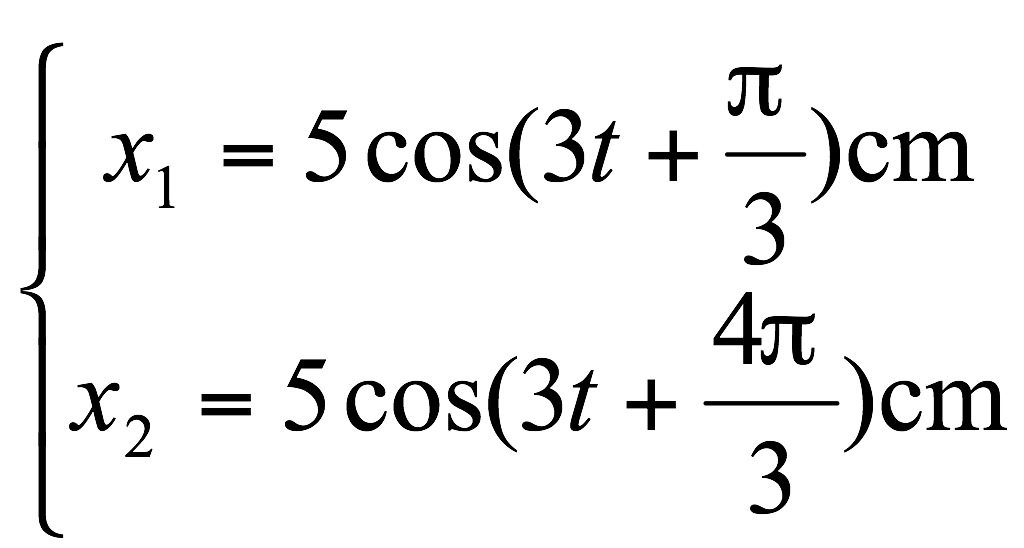 x₁ = 5cos(3t + π/3)cm
x₂ = 5cos(3t + 4π/3)cm